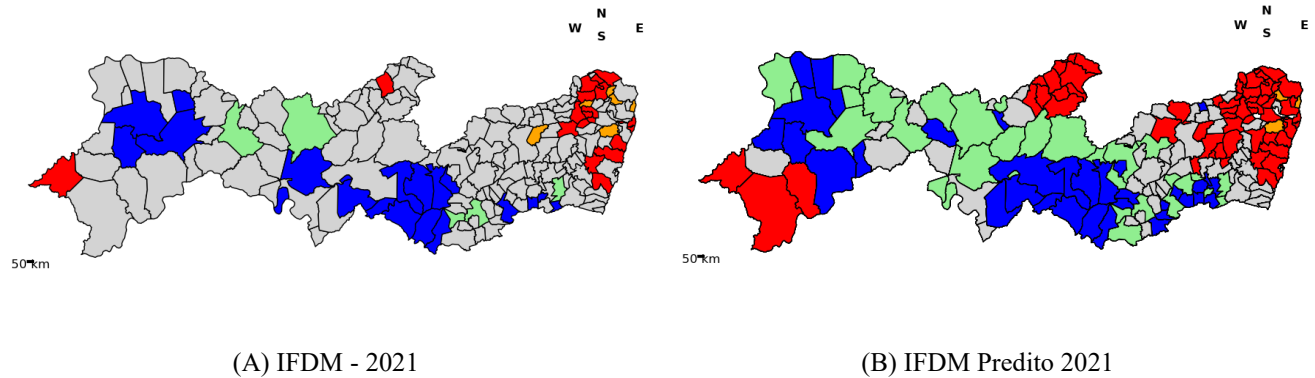 N
W E
S
N
W E
S
50 km
50 km
(A) IFDM - 2021
(B) IFDM Predito 2021